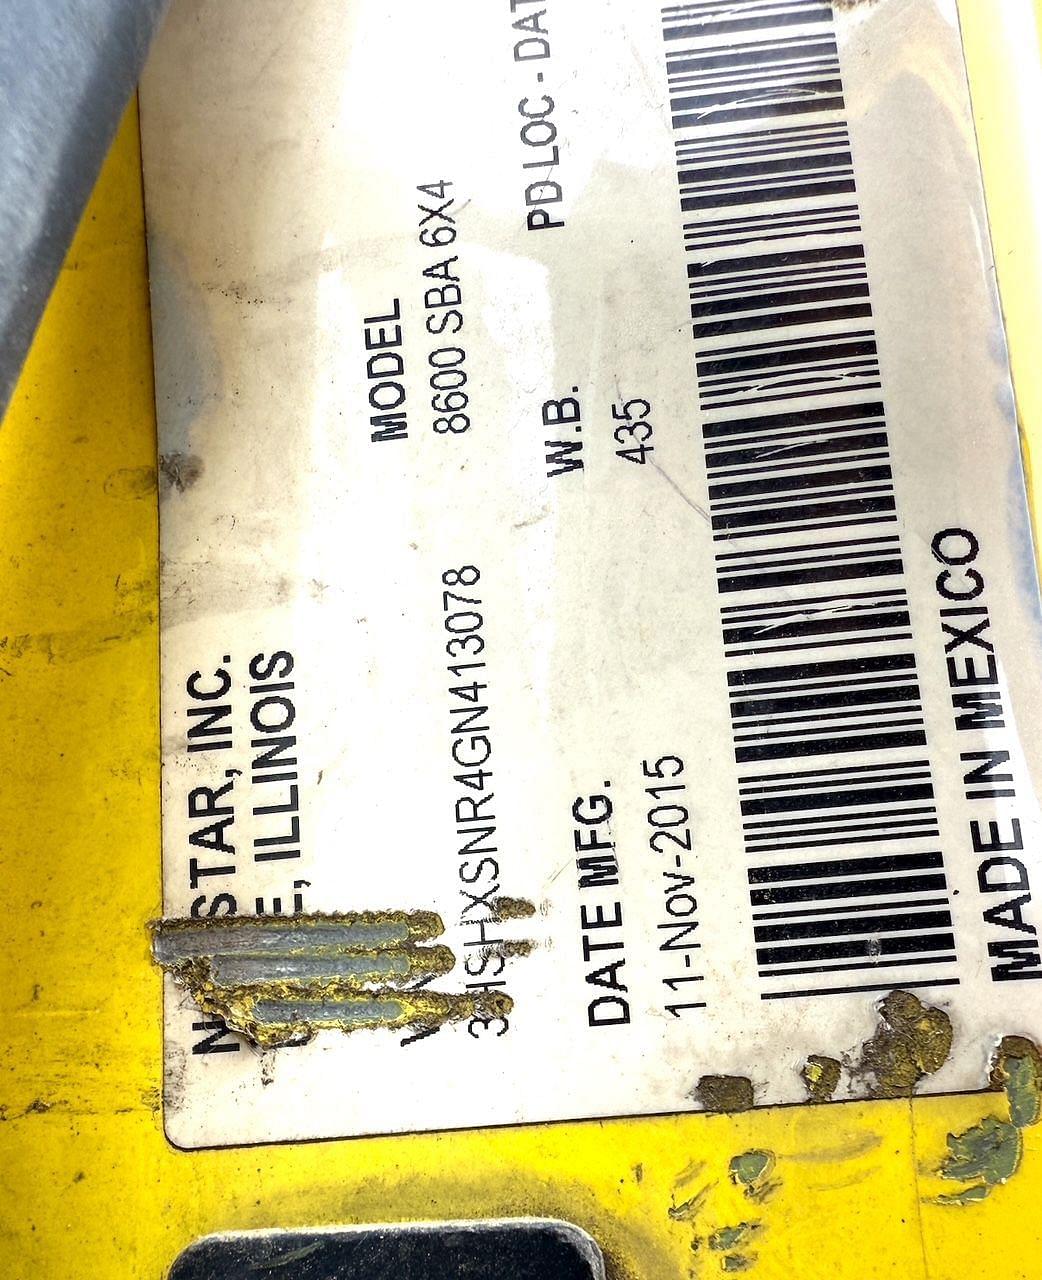 STAR, INC.
E, ILLINOIS
MODEL
3HSHXSNR4GN413078 8600 SBA 6X4
DATE MFG. W.B. PD LOC - DAT
11-Nov-2015 435
MADE IN MEXICO